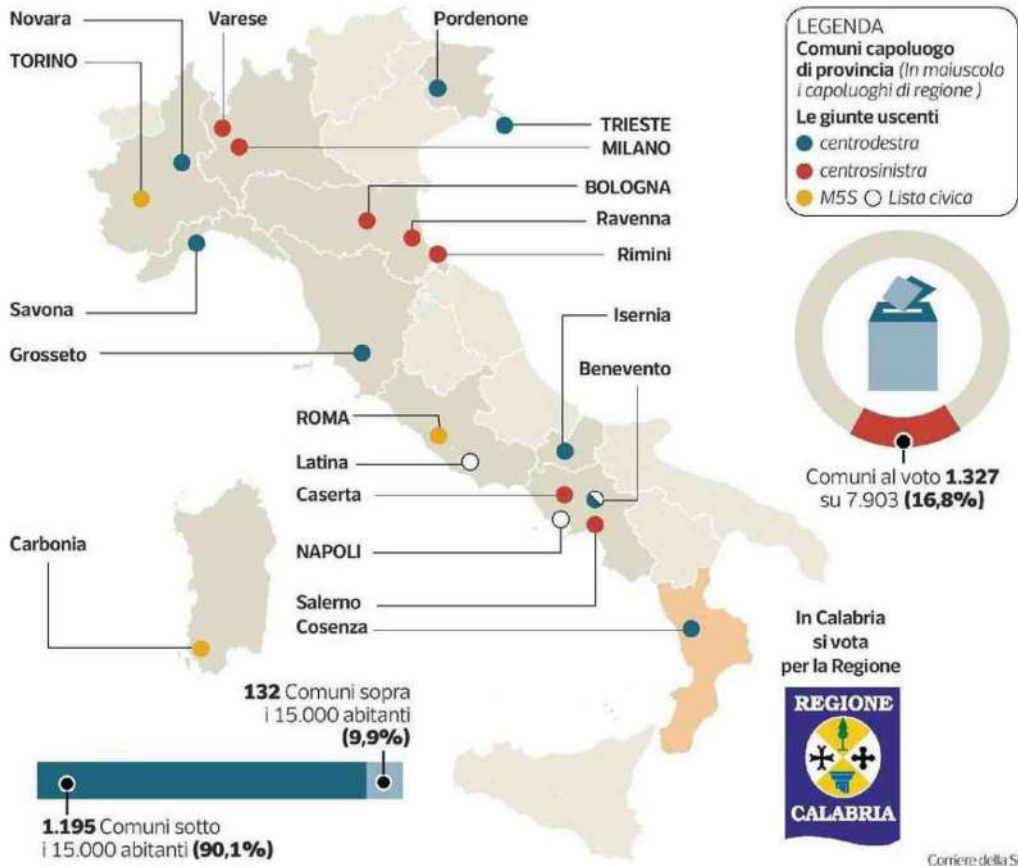 Novara
Varese
Pordenone
TORINO
TRIESTE
MILANO
BOLOGNA
Ravenna
Rimini
Savona
Grosseto
Isernia
Benevento
ROMA
Latina
Caserta
NAPOLI
Salerno
Cosenza
Carbonia
LEGENDA
Comuni capoluogo
di provincia (In maiuscolo
i capoluoghi di regione )
Le giunte uscenti
centrodestra
centrosinistra
M5S Lista civica
Comuni al voto 1.327
su 7.903 (16,8%)
In Calabria
si vota
per la Regione
REGIONE
CALABRIA
132 Comuni sopra
i 15.000 abitanti
(9,9%)
1.195 Comuni sotto
i 15.000 abitanti (90,1%)
Corriere della S